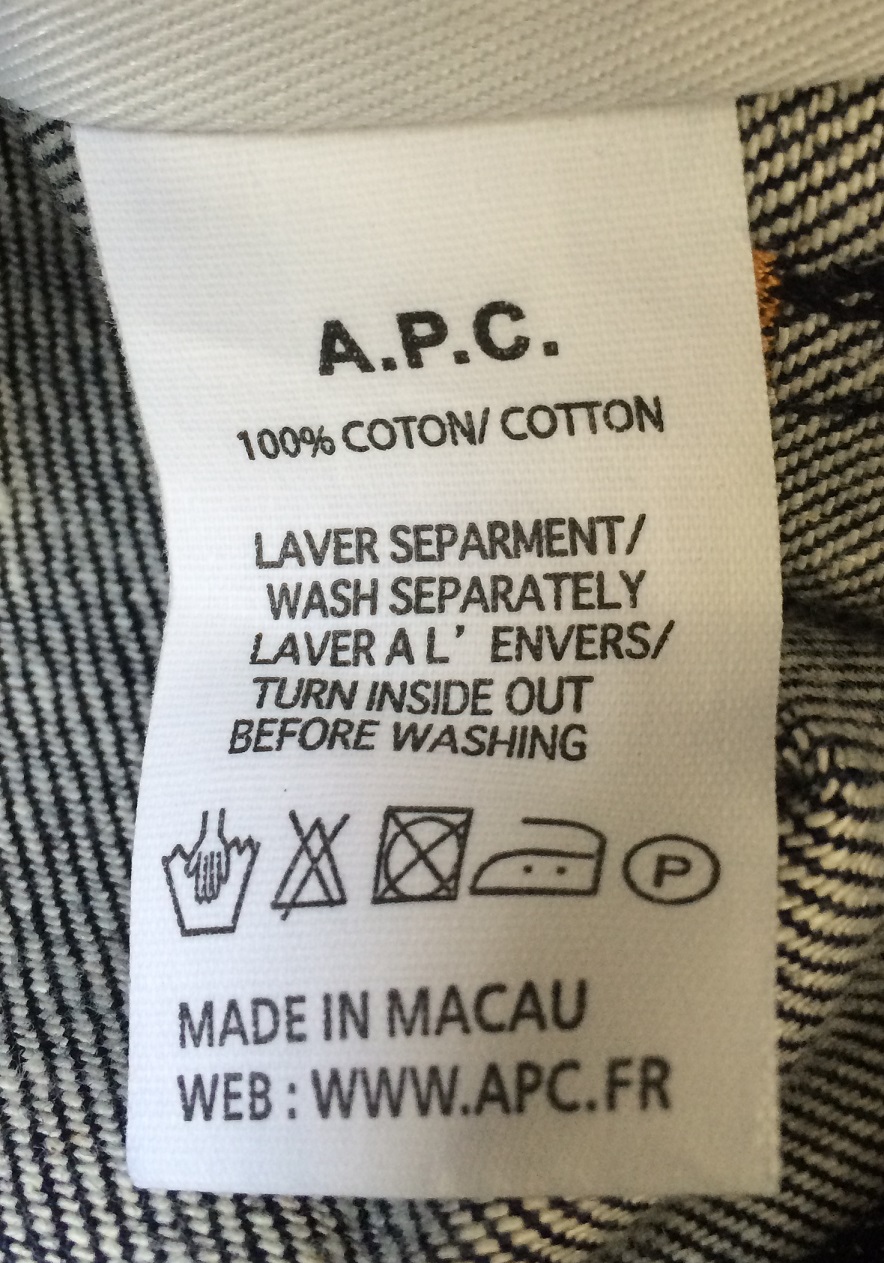 A.P.C.
100% COTON/ COTTON
LAVER SEPARMENT/
WASH SEPARATELY
LAVER A L' ENVERS/
TURN INSIDE OUT
BEFORE WASHING
P
MADE IN MACAU
WEB : WWW.APC.FR